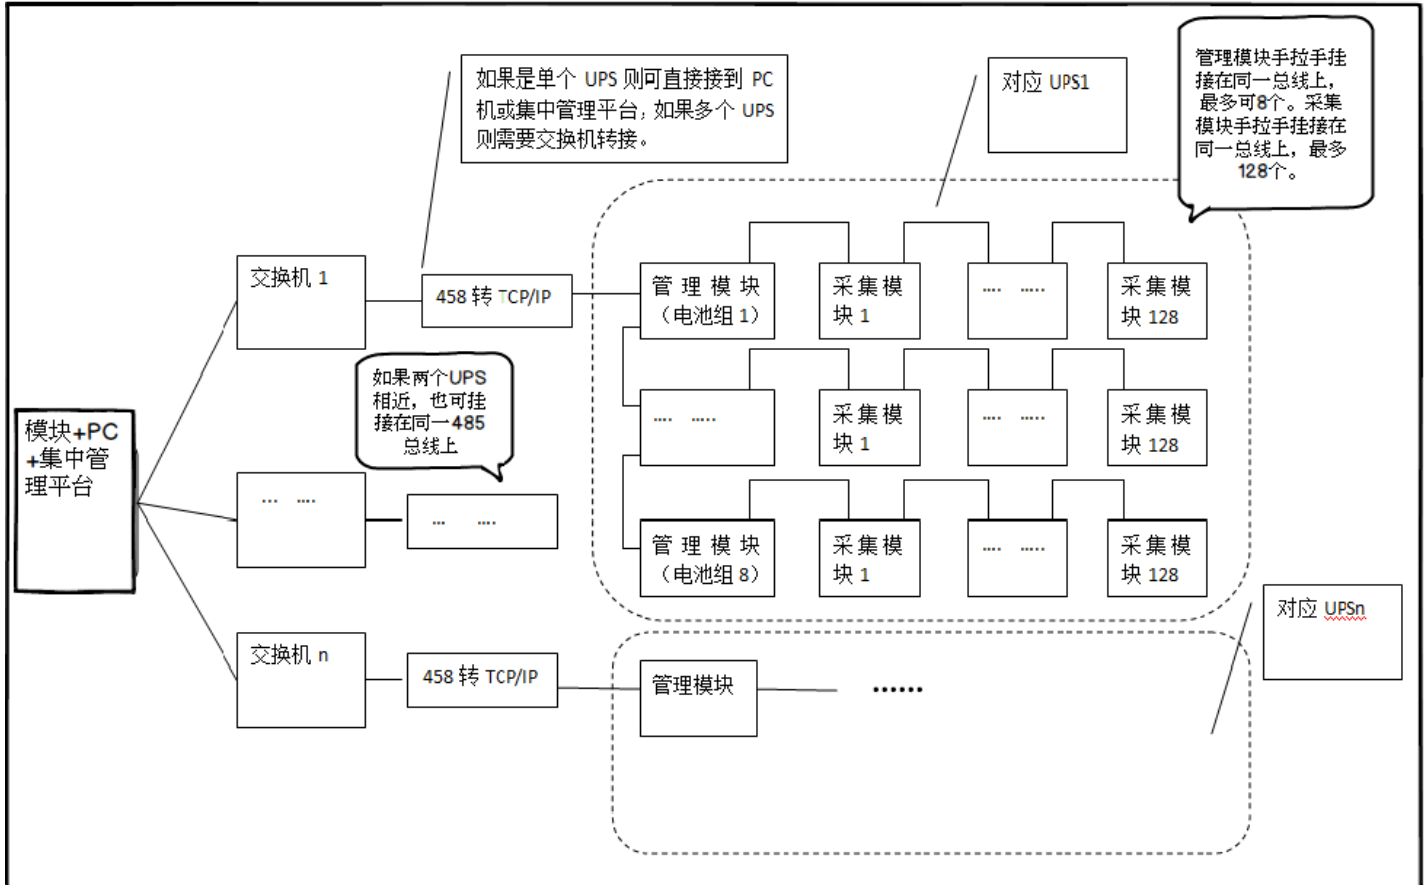 如果是单个 UPS 则可直接接到 PC
机或集中管理平台,如果多个 UPS
则需要交换机转接。
对应 UPS1
管理模块手拉手挂
接在同一总线上，
最多可8个。采集
模块手拉手挂接在
同一总线上，最多
128个。
交换机 1
458 转 TCP/IP
管理模块
（电池组 1）
采集模
块 1
.... .....
采集模
块 128
如果两个UPS
相近，也可挂
接在同一485
总线上
模块+PC
+集中管
理平台
.... .....
采集模
块 1
.... .....
采集模
块 128
... ....
... ....
管理模块
（电池组 8）
采集模
块 1
.... .....
采集模
块 128
对应 UPSn
交换机 n
458 转 TCP/IP
管理模块
......